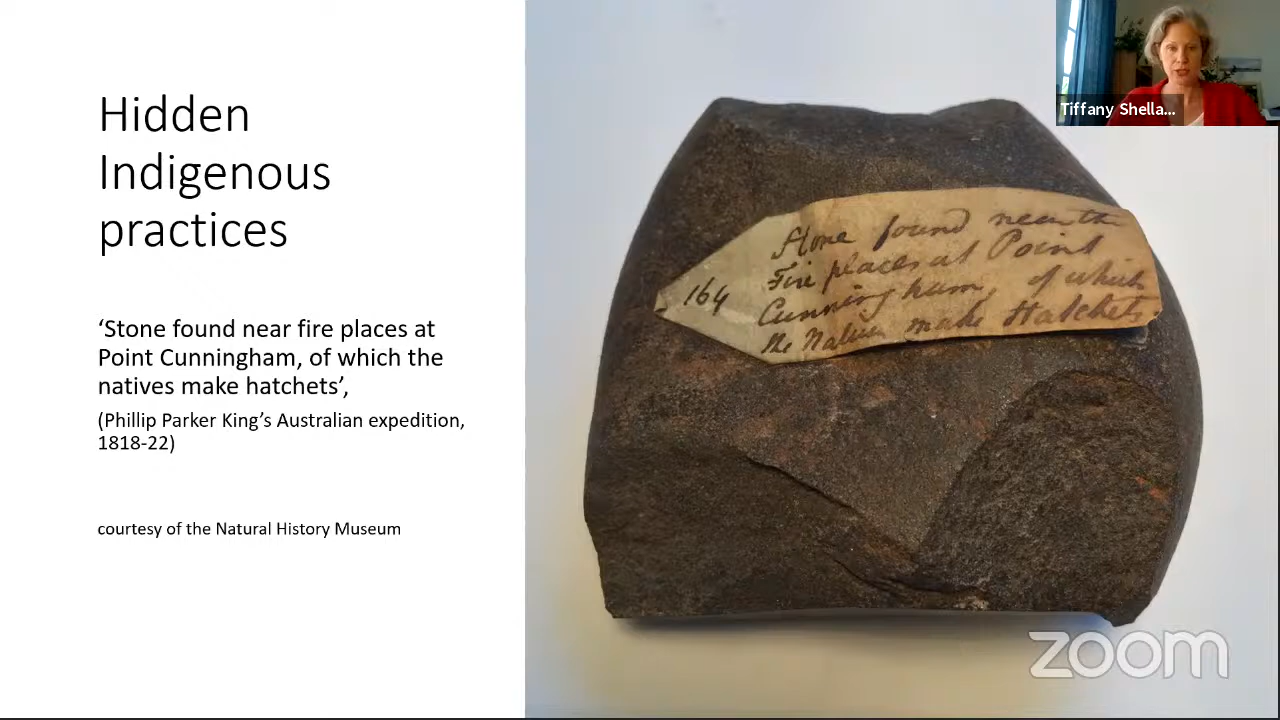 Hidden
Indigenous
practices
‘Stone found near fire places at
Point Cunningham, of which the
natives make hatchets’,
(Phillip Parker King’s Australian expedition,
1818-22)
courtesy of the Natural History Museum
164
Stone found near the
Fire places at Point
Cunningham, of which
the Natives make Hatchets
Tiffany Shella...
zoom